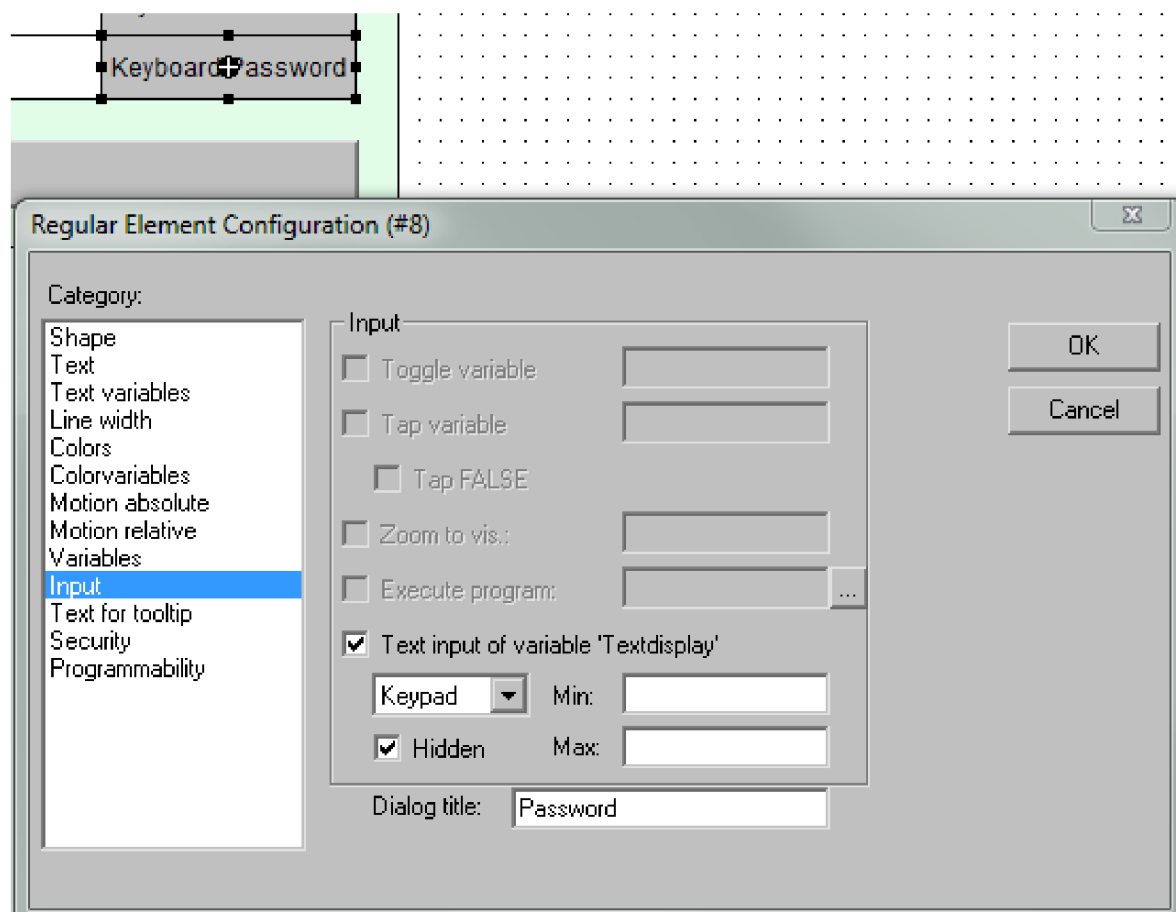 Keyboard Password
Regular Element Configuration (#8)
Category:
Shape
Text
Text variables
Line width
Colors
Colorvariables
Motion absolute
Motion relative
Variables
Input
Text for tooltip
Security
Programmability
Input
Toggle variable
Tap variable
Tap FALSE
Zoom to vis.:
Execute program:
...
Text input of variable 'Textdisplay'
Keypad
Min:
Hidden
Max:
Dialog title:
Password
OK
Cancel